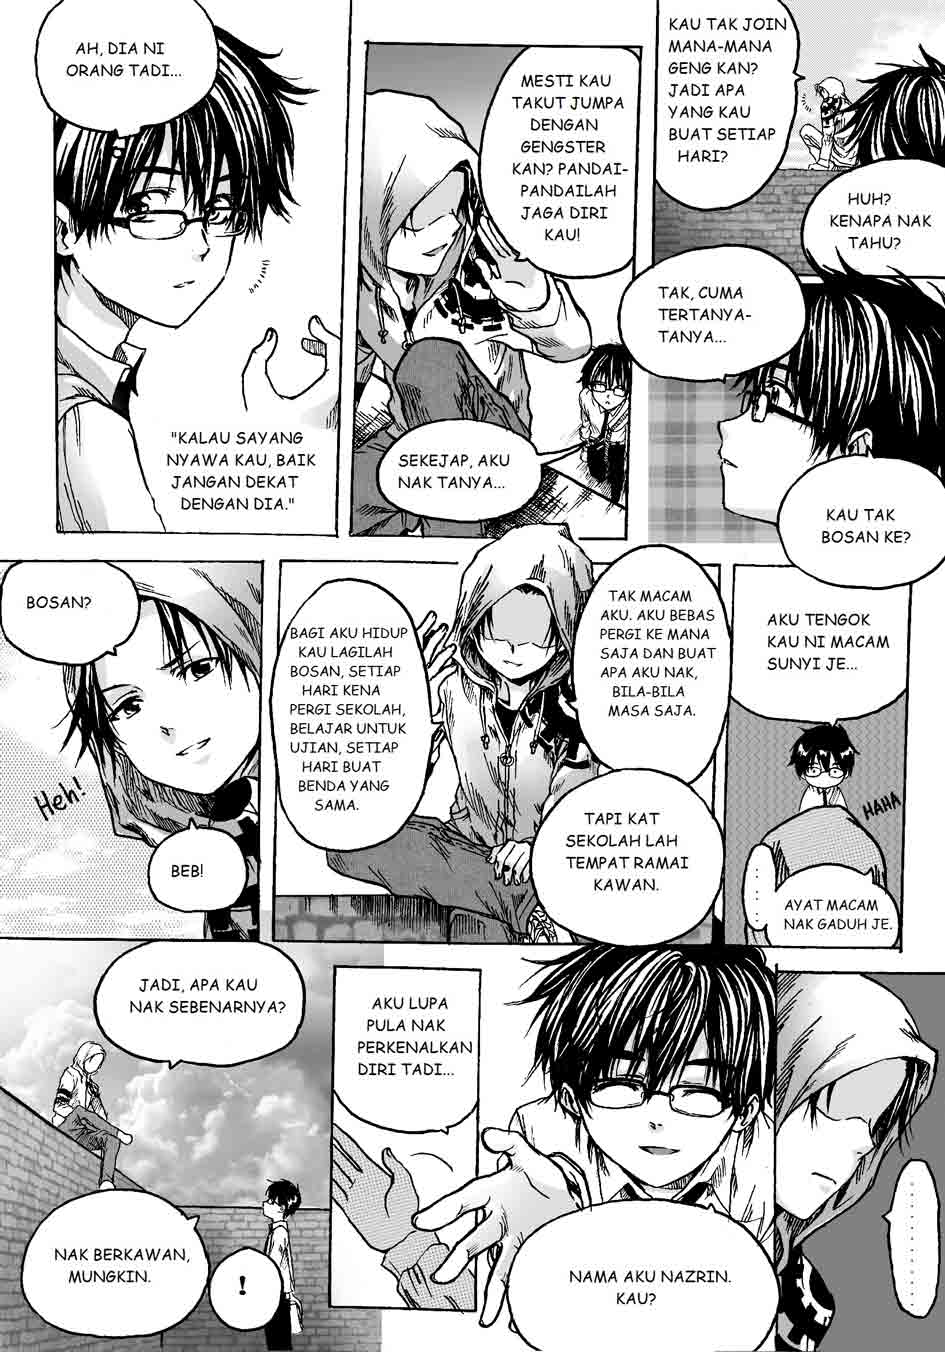 AH, DIA NI
ORANG TADI...
"KALAU SAYANG
NYAWA KAU, BAIK
JANGAN DEKAT
DENGAN DIA."
MESTI KAU
TAKUT JUMPA
DENGAN
GENGSTER
KAN? PANDAI-
PANDAILAH
JAGA DIRI
KAU!
SEKEJAP, AKU
NAK TANYA...
KAU TAK JOIN
MANA-MANA
GENG KAN?
JADI APA
YANG KAU
BUAT SETIAP
HARI?
HUH?
KENAPA NAK
TAHU?
TAK, CUMA
TERTANYA-
TANYA...
KAU TAK
BOSAN KE?
BOSAN?
Heh!
BEB!
BAGI AKU HIDUP
KAU LAGILAH
BOSAN, SETIAP
HARI KENA
PERGI SEKOLAH,
BELAJAR UNTUK
UJIAN, SETIAP
HARI BUAT
BENDA YANG
SAMA.
TAK MACAM
AKU. AKU BEBAS
PERGI KE MANA
SAJA DAN BUAT
APA AKU NAK,
BILA-BILA
MASA SAJA.
TAPI KAT
SEKOLAH LAH
TEMPAT RAMAI
KAWAN.
AKU TENGOK
KAU NI MACAM
SUNYI JE...
HAHA
.....
AYAT MACAM
NAK GADUH JE.
JADI, APA KAU
NAK SEBENARNYA?
NAK BERKAWAN,
MUNGKIN.
!
AKU LUPA
PULA NAK
PERKENALKAN
DIRI TADI...
NAMA AKU NAZRIN.
KAU?
..........